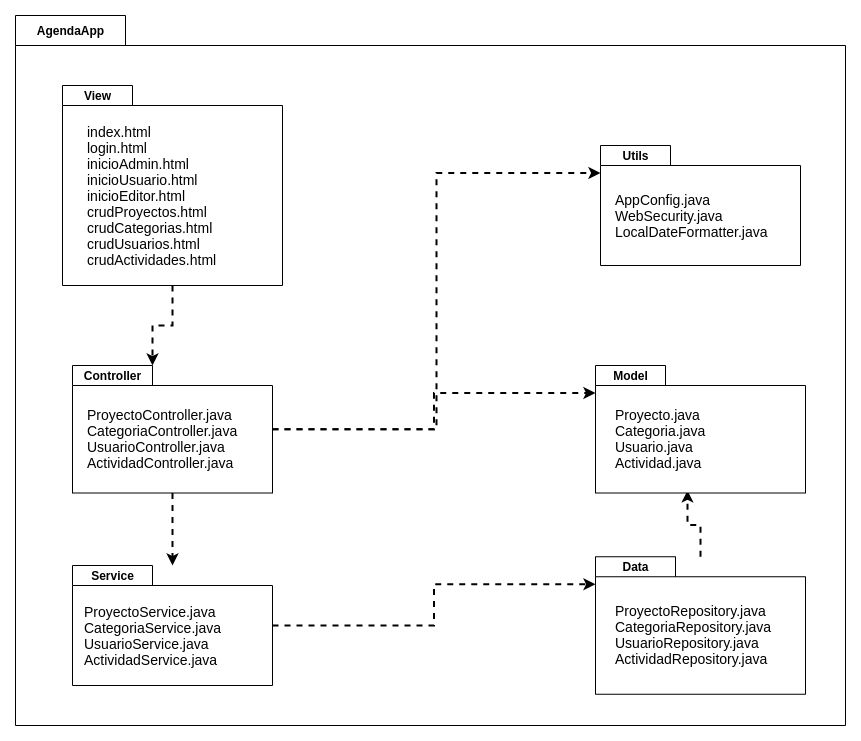 AgendaApp
View
index.html
login.html
inicioAdmin.html
inicioUsuario.html
inicioEditor.html
crudProyectos.html
crudCategorias.html
crudUsuarios.html
crudActividades.html
Utils
AppConfig.java
WebSecurity.java
LocalDateFormatter.java
Controller
ProyectoController.java
CategoriaController.java
UsuarioController.java
ActividadController.java
Model
Proyecto.java
Categoria.java
Usuario.java
Actividad.java
Service
ProyectoService.java
CategoriaService.java
UsuarioService.java
ActividadService.java
Data
ProyectoRepository.java
CategoriaRepository.java
UsuarioRepository.java
ActividadRepository.java